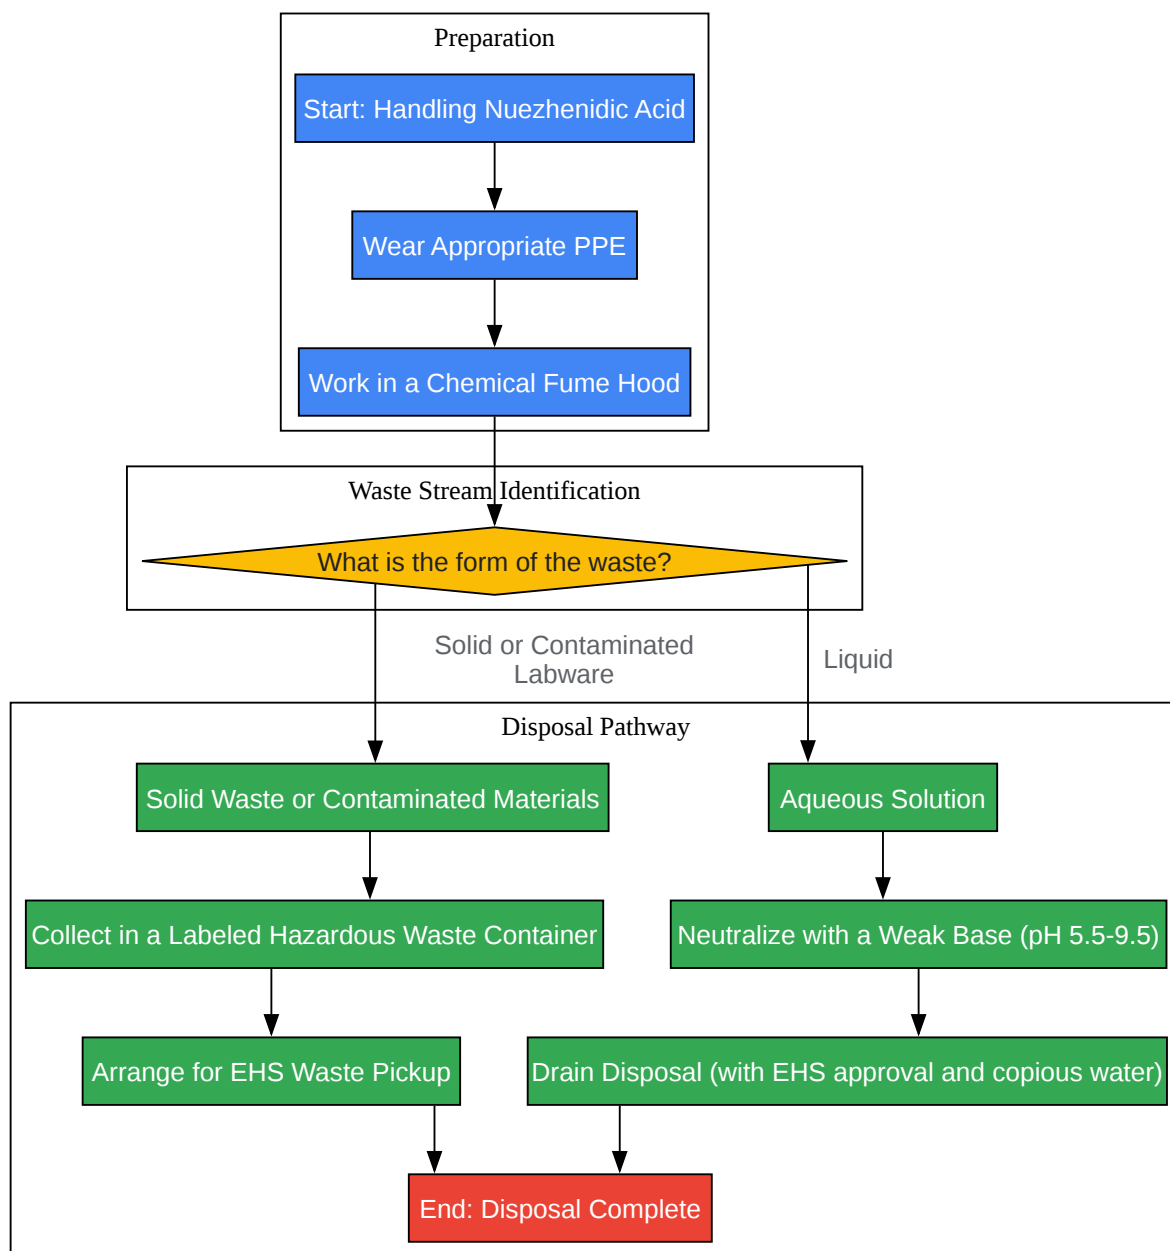 Preparation
Start: Handling Nuezhenidic Acid
Wear Appropriate PPE
Work in a Chemical Fume Hood
Waste Stream Identification
What is the form of the waste?
Solid or Contaminated
Labware
Liquid
Disposal Pathway
Solid Waste or Contaminated Materials
Aqueous Solution
Collect in a Labeled Hazardous Waste Container
Neutralize with a Weak Base (pH 5.5-9.5)
Arrange for EHS Waste Pickup
Drain Disposal (with EHS approval and copious water)
End: Disposal Complete